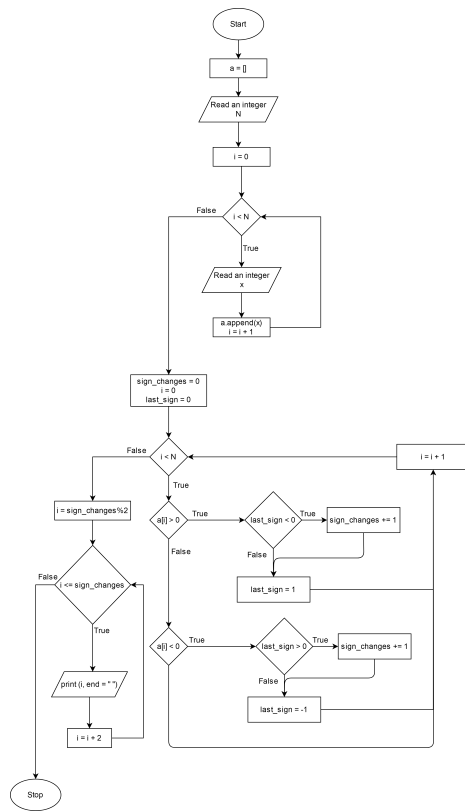 Start
a = []
Read an integer
N
i = 0
False
i < N
True
Read an integer
x
a.append(x)
i = i + 1
sign_changes = 0
i = 0
last_sign = 0
False
i < N
i = i + 1
True
i = sign_changes%2
a[i] > 0
True
last_sign < 0
True
sign_changes += 1
False
False
False
i <= sign_changes
last_sign = 1
True
a[i] < 0
True
last_sign > 0
True
sign_changes += 1
False
print (i, end = " ")
last_sign = -1
i = i + 2
Stop